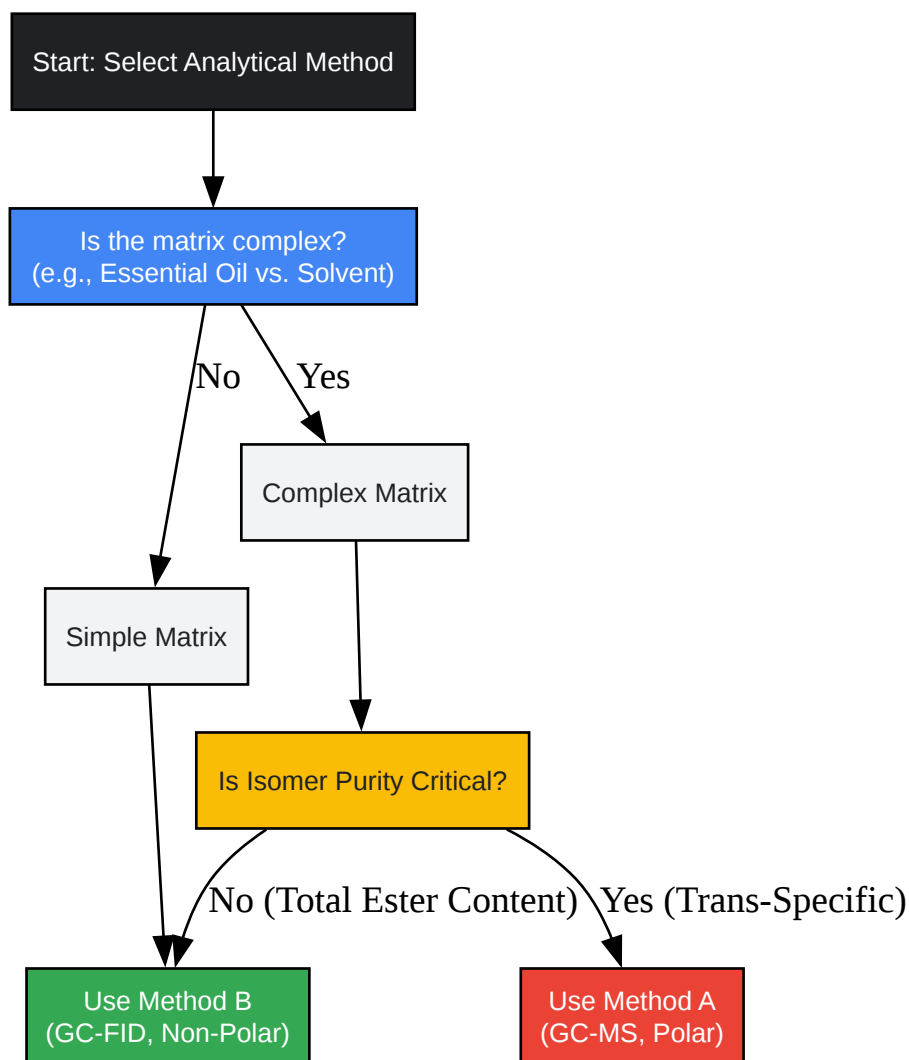 Start: Select Analytical Method
Is the matrix complex?
(e.g., Essential Oil vs. Solvent)
No
Yes
Complex Matrix
Simple Matrix
Is Isomer Purity Critical?
No (Total Ester Content)
Yes (Trans-Specific)
Use Method B
(GC-FID, Non-Polar)
Use Method A
(GC-MS, Polar)